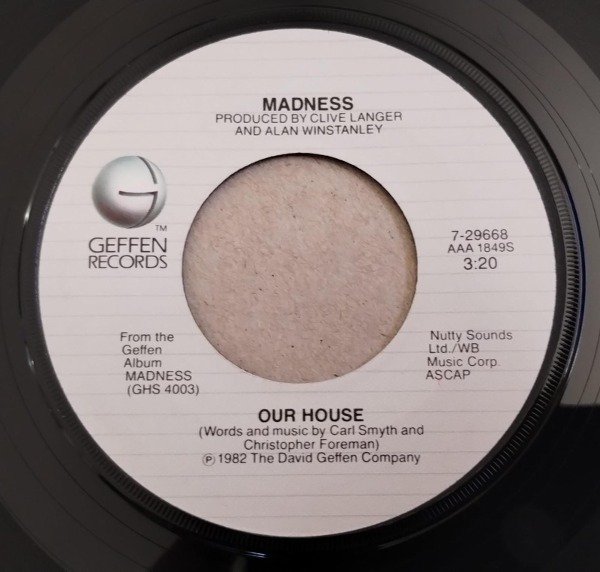 MADNESS
PRODUCED BY CLIVE LANGER
AND ALAN WINSTANLEY
G
TM
GEFFEN
RECORDS
7-29668
AAA 1849S
3:20
From the
Geffen
Album
MADNESS
(GHS 4003)
Nutty Sounds
Ltd./WB
Music Corp.
ASCAP
OUR HOUSE
(Words and music by Carl Smyth and
Christopher Foreman)
℗ 1982 The David Geffen Company